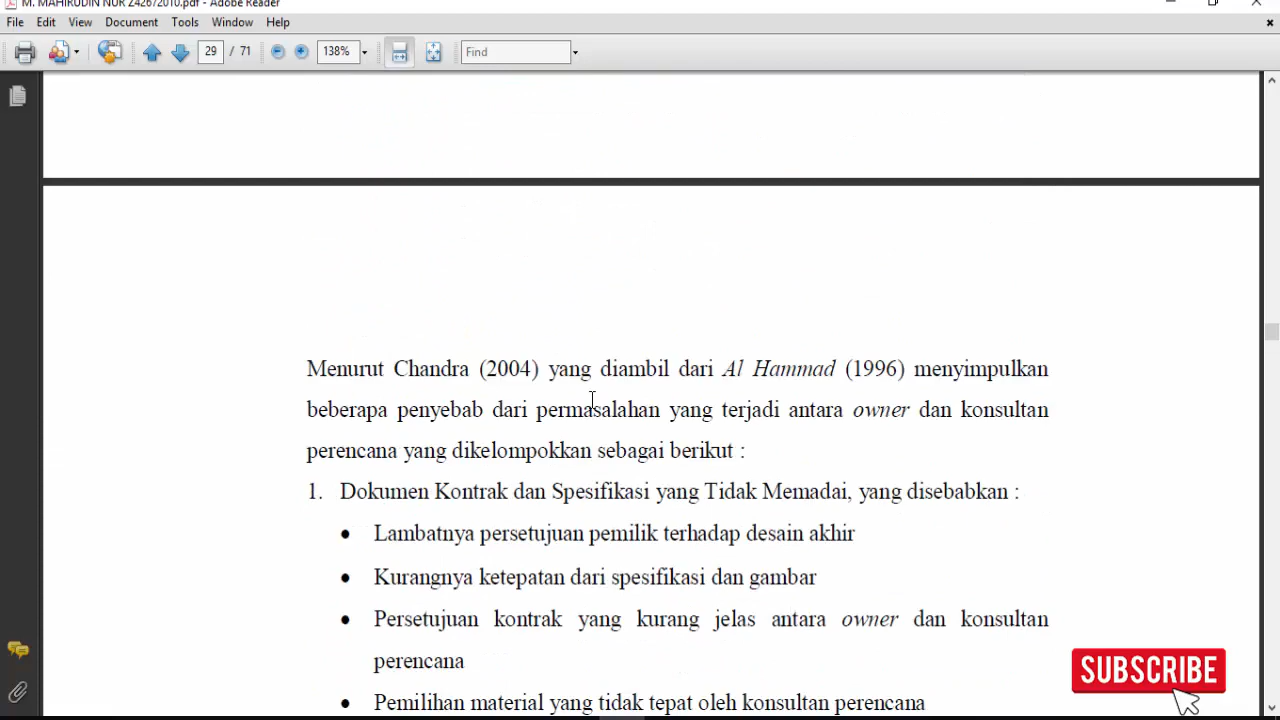 M. MAHIRUDIN NUR Z42672010.pdf - Adobe Reader
File Edit View Document Tools Window Help
29 / 71 138% Find
Menurut Chandra (2004) yang diambil dari Al Hammad (1996) menyimpulkan
beberapa penyebab dari permasalahan yang terjadi antara owner dan konsultan
perencana yang dikelompokkan sebagai berikut :
1. Dokumen Kontrak dan Spesifikasi yang Tidak Memadai, yang disebabkan :
• Lambatnya persetujuan pemilik terhadap desain akhir
• Kurangnya ketepatan dari spesifikasi dan gambar
• Persetujuan kontrak yang kurang jelas antara owner dan konsultan
perencana
• Pemilihan material yang tidak tepat oleh konsultan perencana
SUBSCRIBE